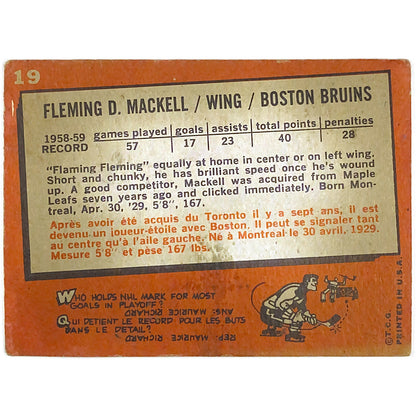 19
FLEMING D. MACKELL / WING / BOSTON BRUINS
1958-59 games played goals assists total points penalties
RECORD 57 17 23 40 28
"Flaming Fleming" equally at home in center or on left wing.
Short and chunky, he has brilliant speed once he's wound
up. A good competitor, Mackell was acquired from Maple
Leafs seven years ago and clicked immediately. Born Mon-
treal, Apr. 30, '29, 5'8", 167.
Après avoir été acquis du Toronto il y a sept ans, il est
devenu un joueur-étoile avec Boston. Il peut se signaler tant
au centre qu'à l'aile gauche. Né à Montreal le 30 avril. 1929.
Mesure 5'8" et pèse 167 lbs.
WHO HOLDS NHL MARK FOR MOST
GOALS IN PLAYOFF?
ANS. MAURICE RICHARD
QUI DETIENT LE RECORD POUR LES BUTS
DANS LE DETAIL?
REP. MAURICE RICHARD
©T.C.G. PRINTED IN U.S.A.